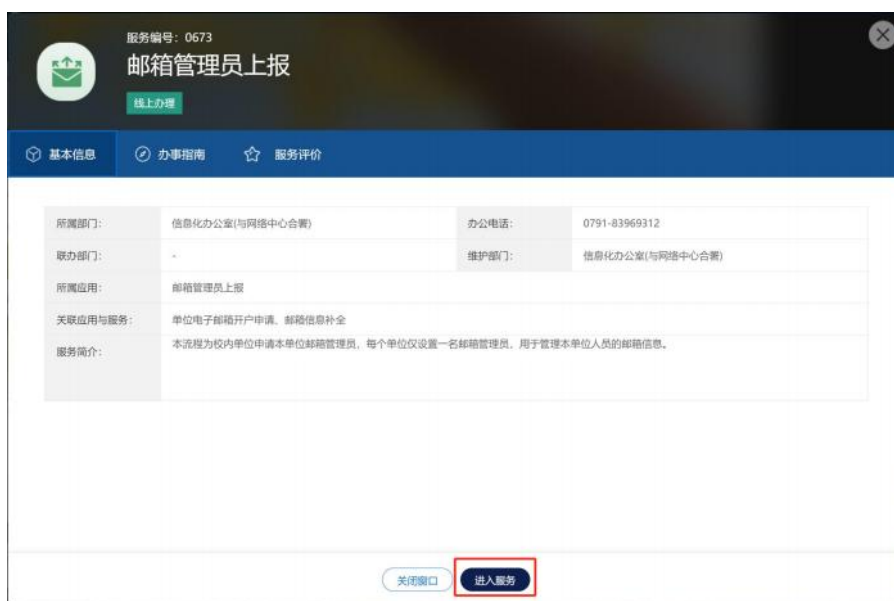 服务编号：0673
邮箱管理员上报
线上办理
基本信息 办事指南 服务评价
所属部门： 信息化办公室(与网络中心合署) 办公电话： 0791-83969312
联办部门： - 维护部门： 信息化办公室(与网络中心合署)
所属应用： 邮箱管理员上报
关联应用与服务： 单位电子邮箱开户申请、邮箱信息补全
服务简介： 本流程为校内单位申请本单位邮箱管理员，每个单位仅设置一名邮箱管理员，用于管理本单位人员的邮箱信息。
关闭窗口 进入服务